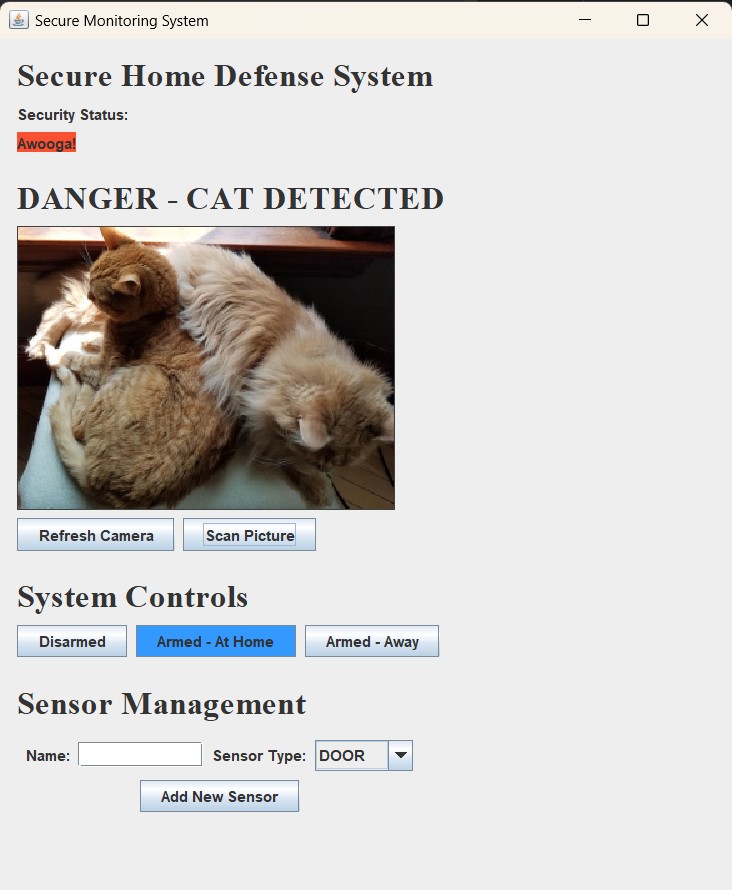 Secure Monitoring System
Secure Home Defense System
Security Status:
Awooga!
DANGER - CAT DETECTED
Refresh Camera Scan Picture
System Controls
Disarmed Armed - At Home Armed - Away
Sensor Management
Name: Sensor Type: DOOR
Add New Sensor